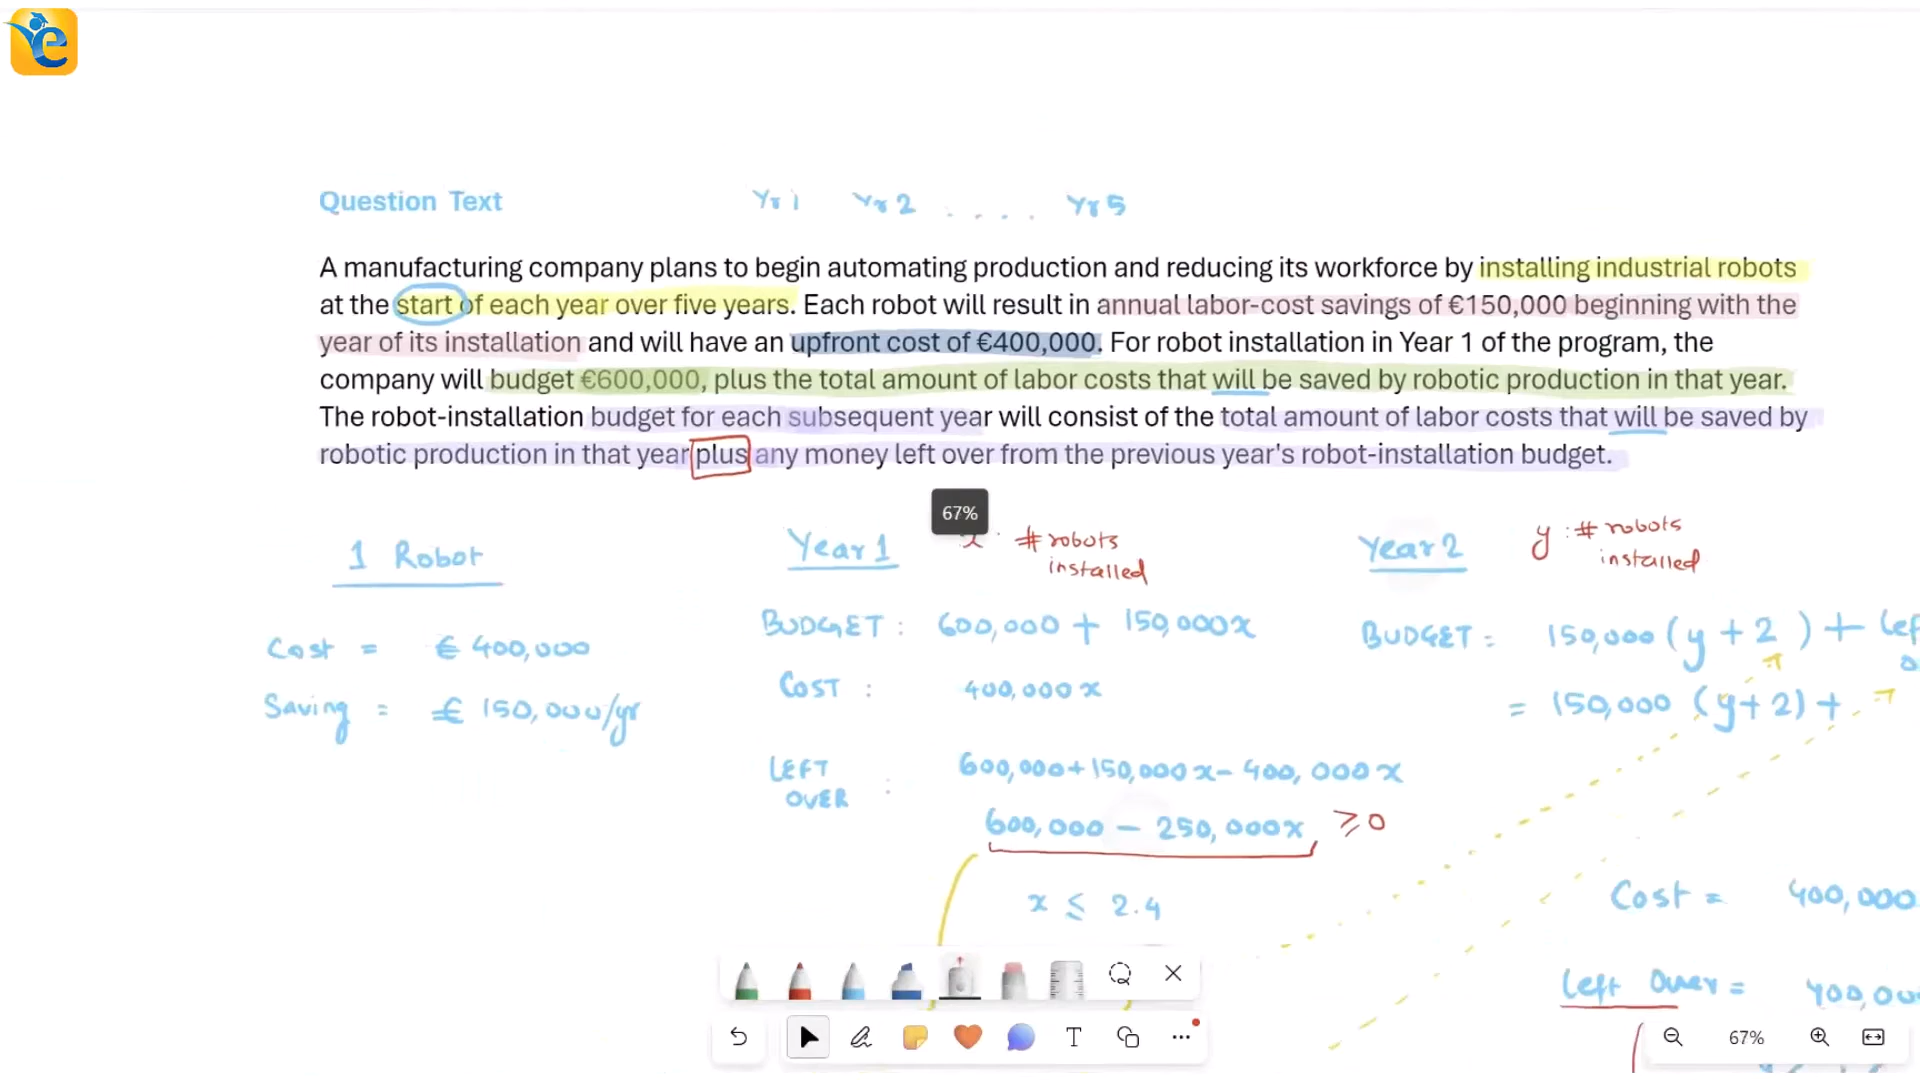 e
Question Text Yr 1 Yr 2 .... Yr 5
A manufacturing company plans to begin automating production and reducing its workforce by installing industrial robots
at the start of each year over five years. Each robot will result in annual labor-cost savings of €150,000 beginning with the
year of its installation and will have an upfront cost of €400,000. For robot installation in Year 1 of the program, the
company will budget €600,000, plus the total amount of labor costs that will be saved by robotic production in that year.
The robot-installation budget for each subsequent year will consist of the total amount of labor costs that will be saved by
robotic production in that year plus any money left over from the previous year's robot-installation budget.
67%
1 Robot
Cost = € 400,000
Saving = € 150,000/yr
Year 1 : # robots
installed
BUDGET : 600,000 + 150,000x
COST : 400,000 x
LEFT OVER : 600,000+150,000x-400,000x
600,000 - 250,000x ≥0
x ≤ 2.4
Year 2 y : # robots
installed
BUDGET = 150,000 (y + 2) +
= 150,000 (y+2) +
Cost = 400,000
Left Over =
T
67%